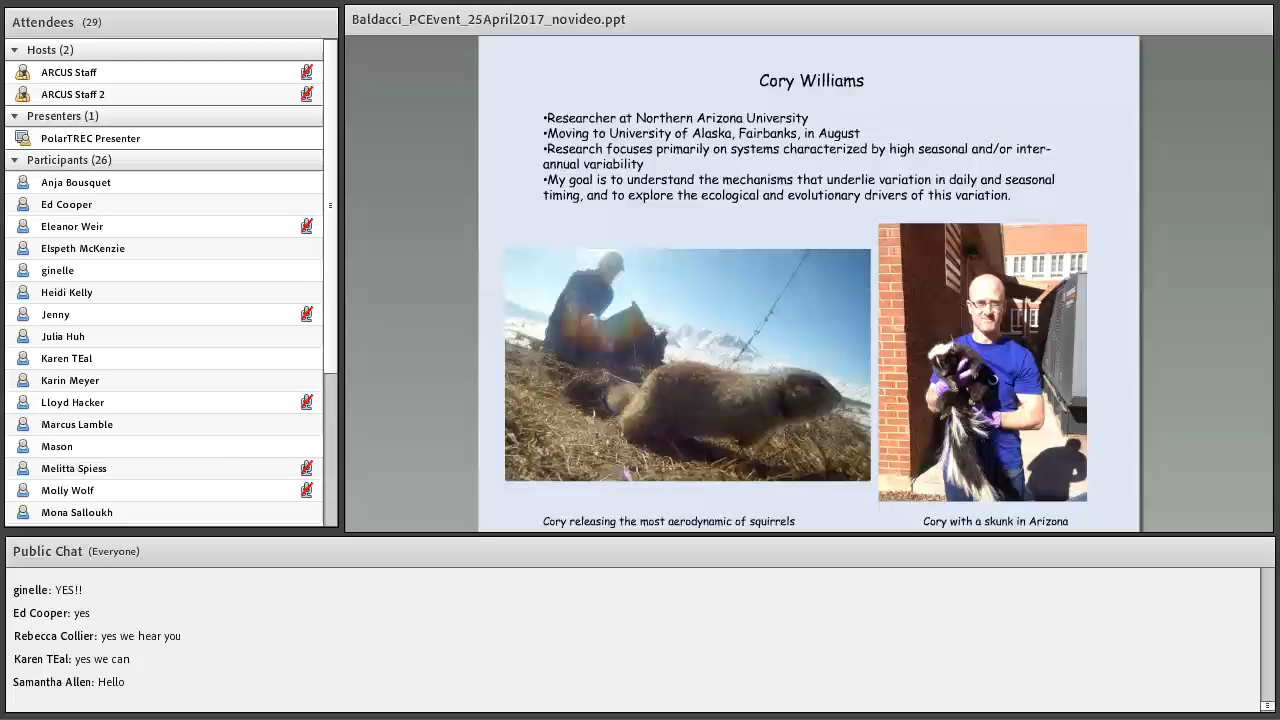 Attendees (29)
Hosts (2)
ARCUS Staff
ARCUS Staff 2
Presenters (1)
PolarTREC Presenter
Participants (26)
Anja Bousquet
Ed Cooper
Eleanor Weir
Elspeth McKenzie
ginelle
Heidi Kelly
Jenny
Julia Huh
Karen TEal
Karin Meyer
Lloyd Hacker
Marcus Lamble
Mason
Melitta Spiess
Molly Wolf
Mona Salloukh
Baldacci_PCEvent_25April2017_novideo.ppt
Cory Williams
•Researcher at Northern Arizona University
•Moving to University of Alaska, Fairbanks, in August
•Research focuses primarily on systems characterized by high seasonal and/or inter-
annual variability
•My goal is to understand the mechanisms that underlie variation in daily and seasonal
timing, and to explore the ecological and evolutionary drivers of this variation.
Cory releasing the most aerodynamic of squirrels
Cory with a skunk in Arizona
Public Chat (Everyone)
ginelle: YES!!
Ed Cooper: yes
Rebecca Collier: yes we hear you
Karen TEal: yes we can
Samantha Allen: Hello